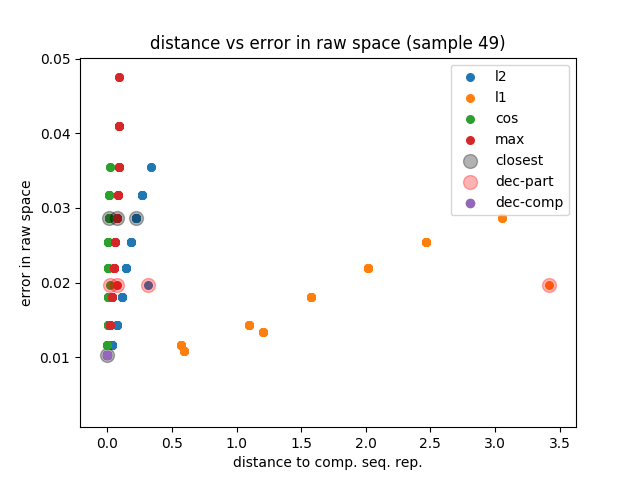 distance vs error in raw space (sample 49)
error in raw space
0.05
0.04
0.03
0.02
0.01
l2
l1
cos
max
closest
dec-part
dec-comp
0.0 0.5 1.0 1.5 2.0 2.5 3.0 3.5
distance to comp. seq. rep.